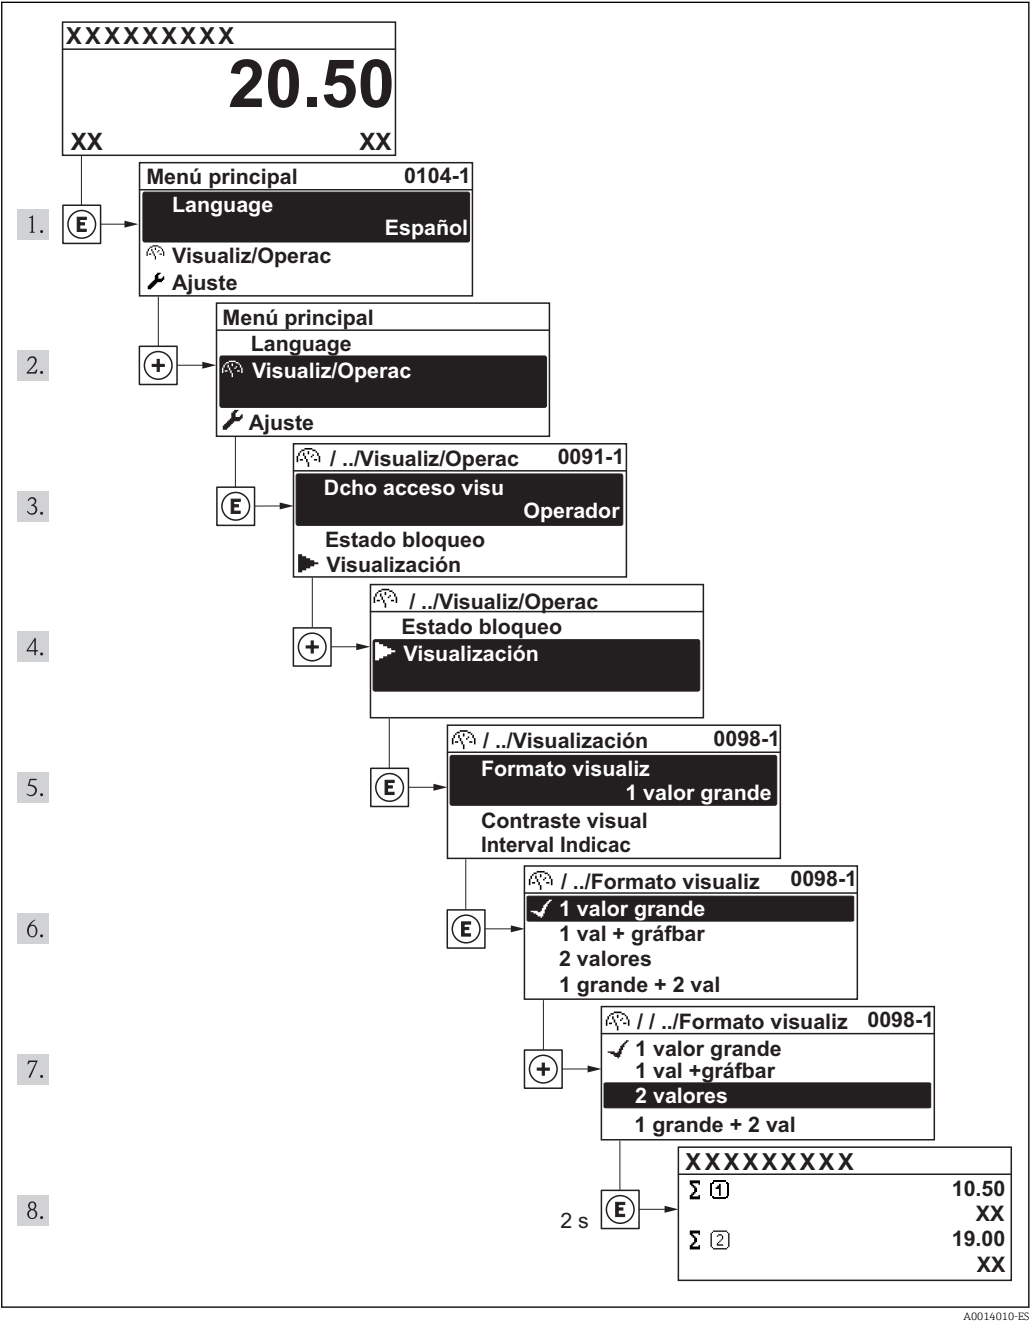 XXXXXXXXX
20.50
XX XX
Menú principal 0104-1
Language
Español
Visualiz/Operac
Ajuste
1. E
Menú principal
Language
Visualiz/Operac
Ajuste
2. +
/ ../Visualiz/Operac 0091-1
Dcho acceso visu
Operador
Estado bloqueo
Visualización
3. E
/ ../Visualiz/Operac
Estado bloqueo
Visualización
4. +
/ ../Visualización 0098-1
Formato visualiz
1 valor grande
Contraste visual
Interval Indicac
5. E
/ ../Formato visualiz 0098-1
1 valor grande
1 val + gráfbar
2 valores
1 grande + 2 val
6. E
/ / ../Formato visualiz 0098-1
1 valor grande
1 val +gráfbar
2 valores
1 grande + 2 val
7. +
XXXXXXXXX
Σ 1 10.50
XX
Σ 2 19.00
XX
8. 2 s E
A0014010-ES